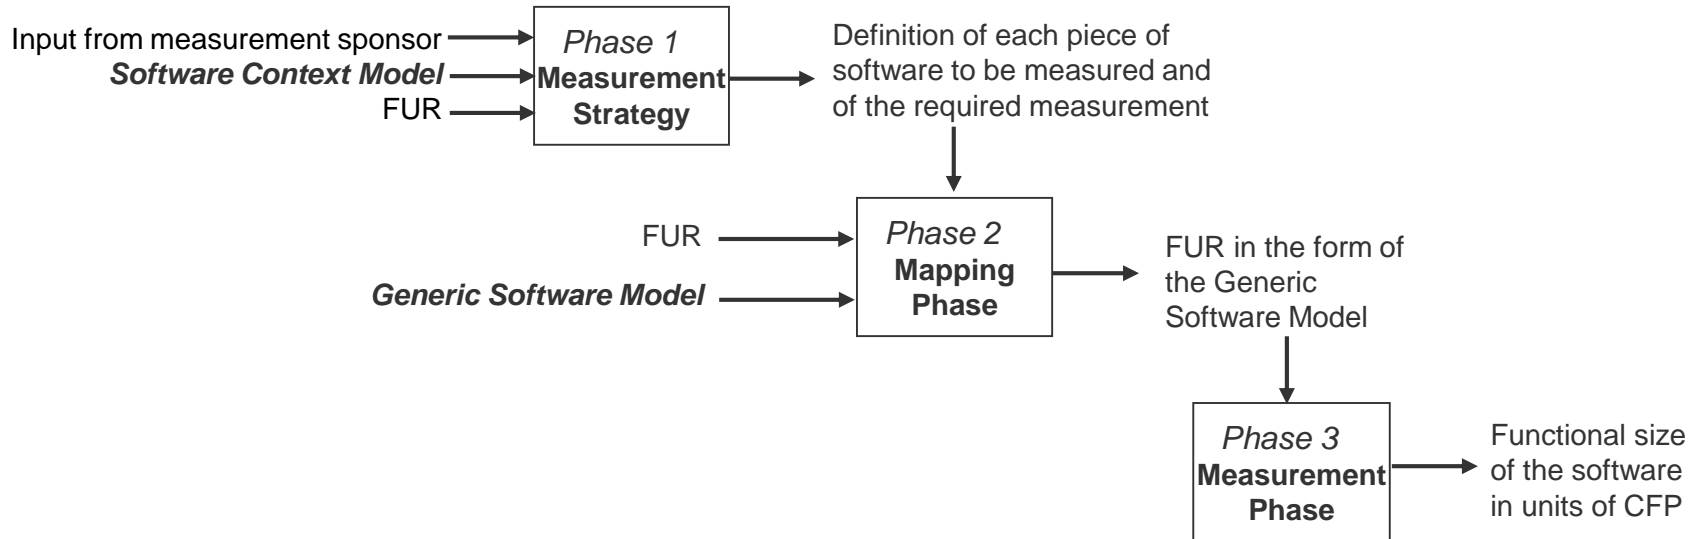 Input from measurement sponsor
Software Context Model
FUR
Phase 1
Measurement
Strategy
Definition of each piece of
software to be measured and
of the required measurement
FUR
Generic Software Model
Phase 2
Mapping
Phase
FUR in the form of
the Generic
Software Model
Phase 3
Measurement
Phase
Functional size
of the software
in units of CFP